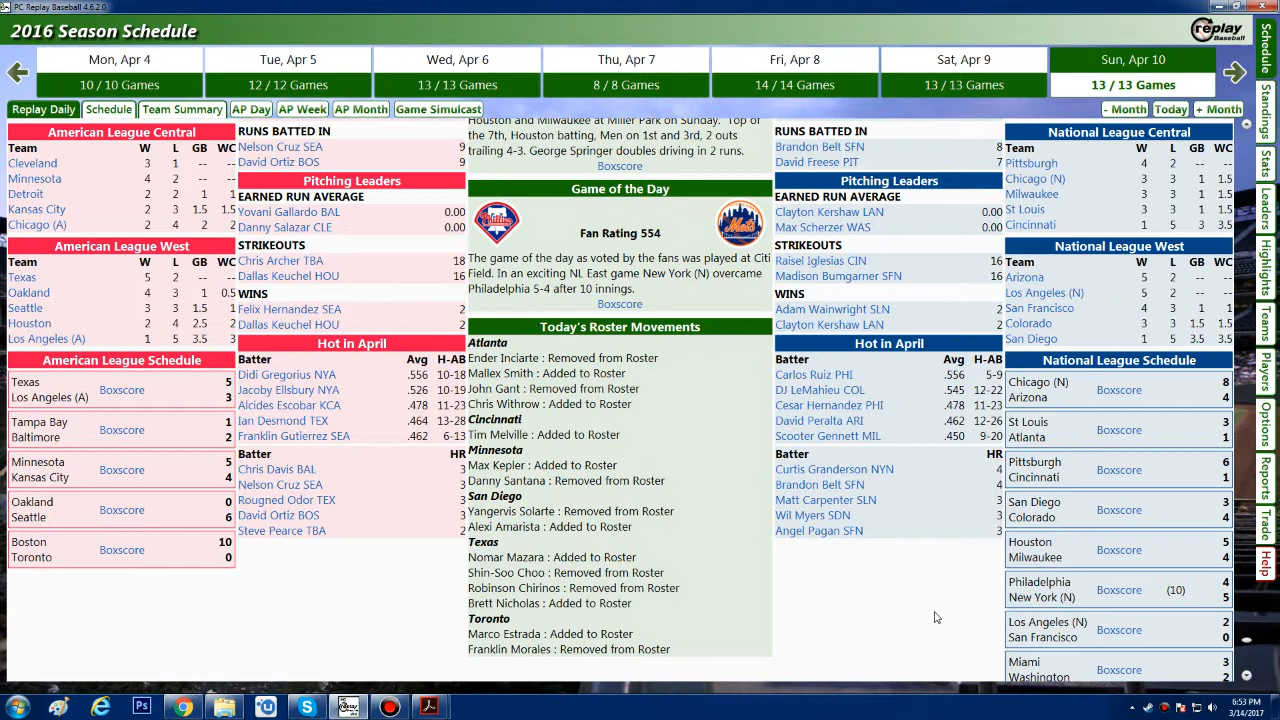 PC Replay Baseball 4.6.2.0
2016 Season Schedule
replay
Baseball
Mon, Apr 4
Tue, Apr 5
Wed, Apr 6
Thu, Apr 7
Fri, Apr 8
Sat, Apr 9
Sun, Apr 10
10 / 10 Games
12 / 12 Games
13 / 13 Games
8 / 8 Games
14 / 14 Games
13 / 13 Games
13 / 13 Games
Replay Daily
Schedule
Team Summary
AP Day
AP Week
AP Month
Game Simulcast
- Month
Today
+ Month
American League Central
Team W L GB WC
Cleveland 3 1 -- --
Minnesota 4 2 -- --
Detroit 2 2 1 1
Kansas City 2 3 1.5 1.5
Chicago (A) 2 4 2 2
American League West
Team W L GB WC
Texas 5 2 -- --
Oakland 4 3 1 0.5
Seattle 3 3 1.5 1
Houston 2 4 2.5 2
Los Angeles (A) 1 5 3.5 3
American League Schedule
Texas 5
Boxscore
Los Angeles (A) 3
Tampa Bay 1
Boxscore
Baltimore 2
Minnesota 5
Boxscore
Kansas City 4
Oakland 0
Boxscore
Seattle 6
Boston 10
Boxscore
Toronto 0
RUNS BATTED IN
Nelson Cruz SEA 9
David Ortiz BOS 9
Pitching Leaders
EARNED RUN AVERAGE
Yovani Gallardo BAL 0.00
Danny Salazar CLE 0.00
STRIKEOUTS
Chris Archer TBA 18
Dallas Keuchel HOU 16
WINS
Felix Hernandez SEA 2
Dallas Keuchel HOU 2
Hot in April
Batter Avg H-AB
Didi Gregorius NYA .556 10-18
Jacoby Ellsbury NYA .526 10-19
Alcides Escobar KCA .478 11-23
Ian Desmond TEX .464 13-28
Franklin Gutierrez SEA .462 6-13
Batter HR
Chris Davis BAL 3
Nelson Cruz SEA 3
Rougned Odor TEX 3
David Ortiz BOS 3
Steve Pearce TBA 2
Houston and Milwaukee at Miller Park on Sunday. Top
of the 7th, Houston batting, Men on 1st and 3rd, 2 outs
trailing 4-3. George Springer doubles driving in 2 runs.
Boxscore
Game of the Day
Phillies
Mets
Fan Rating 554
The game of the day as voted by the fans was played at Citi
Field. In an exciting NL East game New York (N) overcame
Philadelphia 5-4 after 10 innings.
Boxscore
Today's Roster Movements
Atlanta
Ender Inciarte : Removed from Roster
Mallex Smith : Added to Roster
John Gant : Removed from Roster
Chris Withrow : Added to Roster
Cincinnati
Tim Melville : Added to Roster
Minnesota
Max Kepler : Added to Roster
Danny Santana : Removed from Roster
San Diego
Yangervis Solarte : Removed from Roster
Alexi Amarista : Added to Roster
Texas
Nomar Mazara : Added to Roster
Shin-Soo Choo : Removed from Roster
Robinson Chirinos : Removed from Roster
Brett Nicholas : Added to Roster
Toronto
Marco Estrada : Added to Roster
Franklin Morales : Removed from Roster
RUNS BATTED IN
Brandon Belt SFN 8
David Freese PIT 7
Pitching Leaders
EARNED RUN AVERAGE
Clayton Kershaw LAN 0.00
Max Scherzer WAS 0.00
STRIKEOUTS
Raisel Iglesias CIN 16
Madison Bumgarner SFN 16
WINS
Adam Wainwright SLN 2
Clayton Kershaw LAN 2
Hot in April
Batter Avg H-AB
Carlos Ruiz PHI .556 5-9
DJ LeMahieu COL .545 12-22
Cesar Hernandez PHI .478 11-23
David Peralta ARI .462 12-26
Scooter Gennett MIL .450 9-20
Batter HR
Curtis Granderson NYN 4
Brandon Belt SFN 4
Matt Carpenter SLN 3
Wil Myers SDN 3
Angel Pagan SFN 3
National League Central
Team W L GB WC
Pittsburgh 4 2 -- --
Chicago (N) 3 3 1 1.5
Milwaukee 3 3 1 1.5
St Louis 3 3 1 1.5
Cincinnati 1 5 3 3.5
National League West
Team W L GB WC
Arizona 5 2 -- --
Los Angeles (N) 5 2 -- --
San Francisco 4 3 1 1
Colorado 3 3 1.5 1.5
San Diego 1 5 3.5 3.5
National League Schedule
Chicago (N) 8
Boxscore
Arizona 4
St Louis 3
Boxscore
Atlanta 1
Pittsburgh 6
Boxscore
Cincinnati 1
San Diego 3
Boxscore
Colorado 4
Houston 5
Boxscore
Milwaukee 4
Philadelphia 4
Boxscore (10)
New York (N) 5
Los Angeles (N) 2
Boxscore
San Francisco 0
Miami 3
Boxscore
Washington 2
Schedule
Standings
Stats
Leaders
Highlights
Teams
Players
Options
Reports
Trade
Help
Ps
6:53 PM
3/14/2017